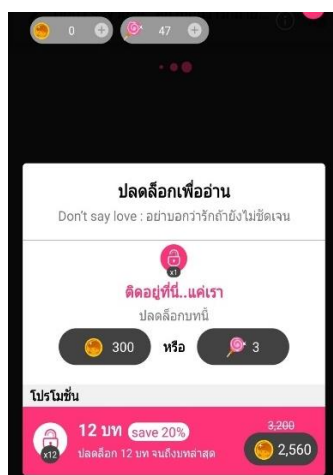 0
47
ปลดล็อกเพื่ออ่าน
Don't say love : อย่าบอกว่ารักถ้ายังไม่ชัดเจน
x1
ติดอยู่ที่นี่..แค่เรา
ปลดล็อกบทนี้
300 หรือ 3
โปรโมชั่น
12 บท save 20% 3,200
x12 ปลดล็อก 12 บท จนถึงบทล่าสุด 2,560